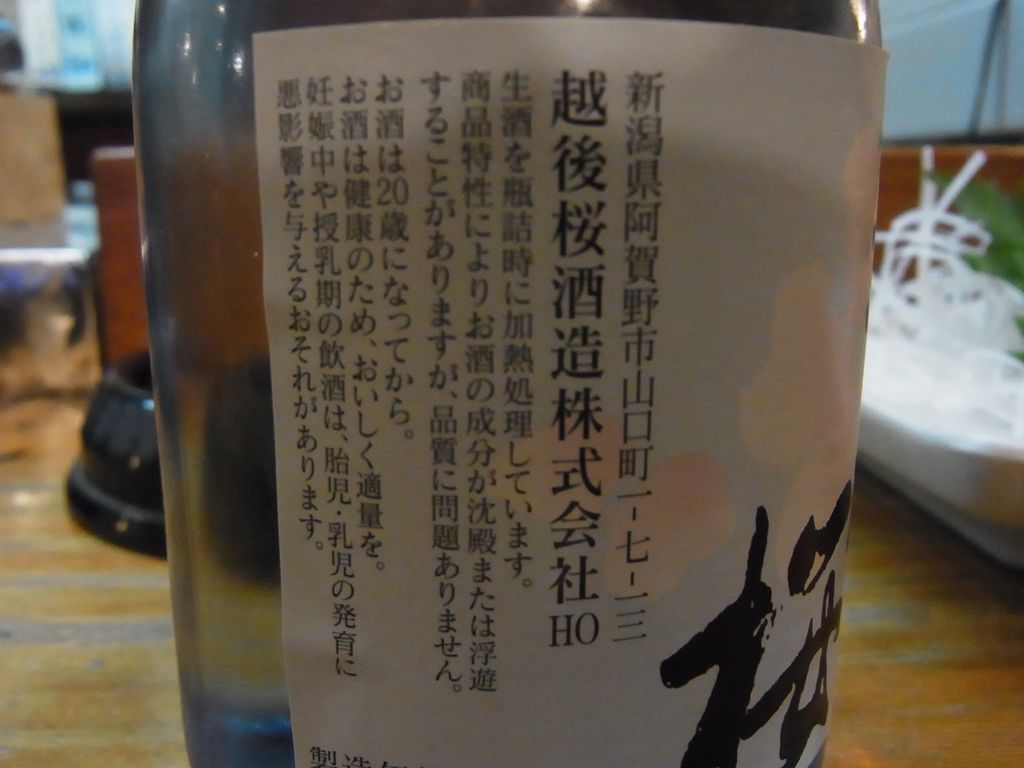 新潟県阿賀野市山口町一-七-一三
越後桜酒造株式会社HO
生酒を瓶詰時に加熱処理しています。
商品特性によりお酒の成分が沈殿または浮遊
することがありますが、品質に問題ありません。
お酒は20歳になってから。
お酒は健康のため、おいしく適量を。
妊娠中や授乳期の飲酒は、胎児・乳児の発育に
悪影響を与えるおそれがあります。
桜
製造